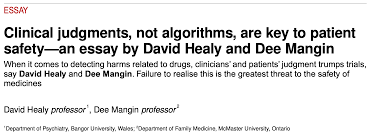 ESSAY
Clinical judgments, not algorithms, are key to patient
safety—an essay by David Healy and Dee Mangin
When it comes to detecting harms related to drugs, clinicians' and patients' judgment trumps trials,
say David Healy and Dee Mangin. Failure to realise this is the greatest threat to the safety of
medicines
David Healy professor¹, Dee Mangin professor²
¹Department of Psychiatry, Bangor University, Wales; ²Department of Family Medicine, McMaster University, Ontario